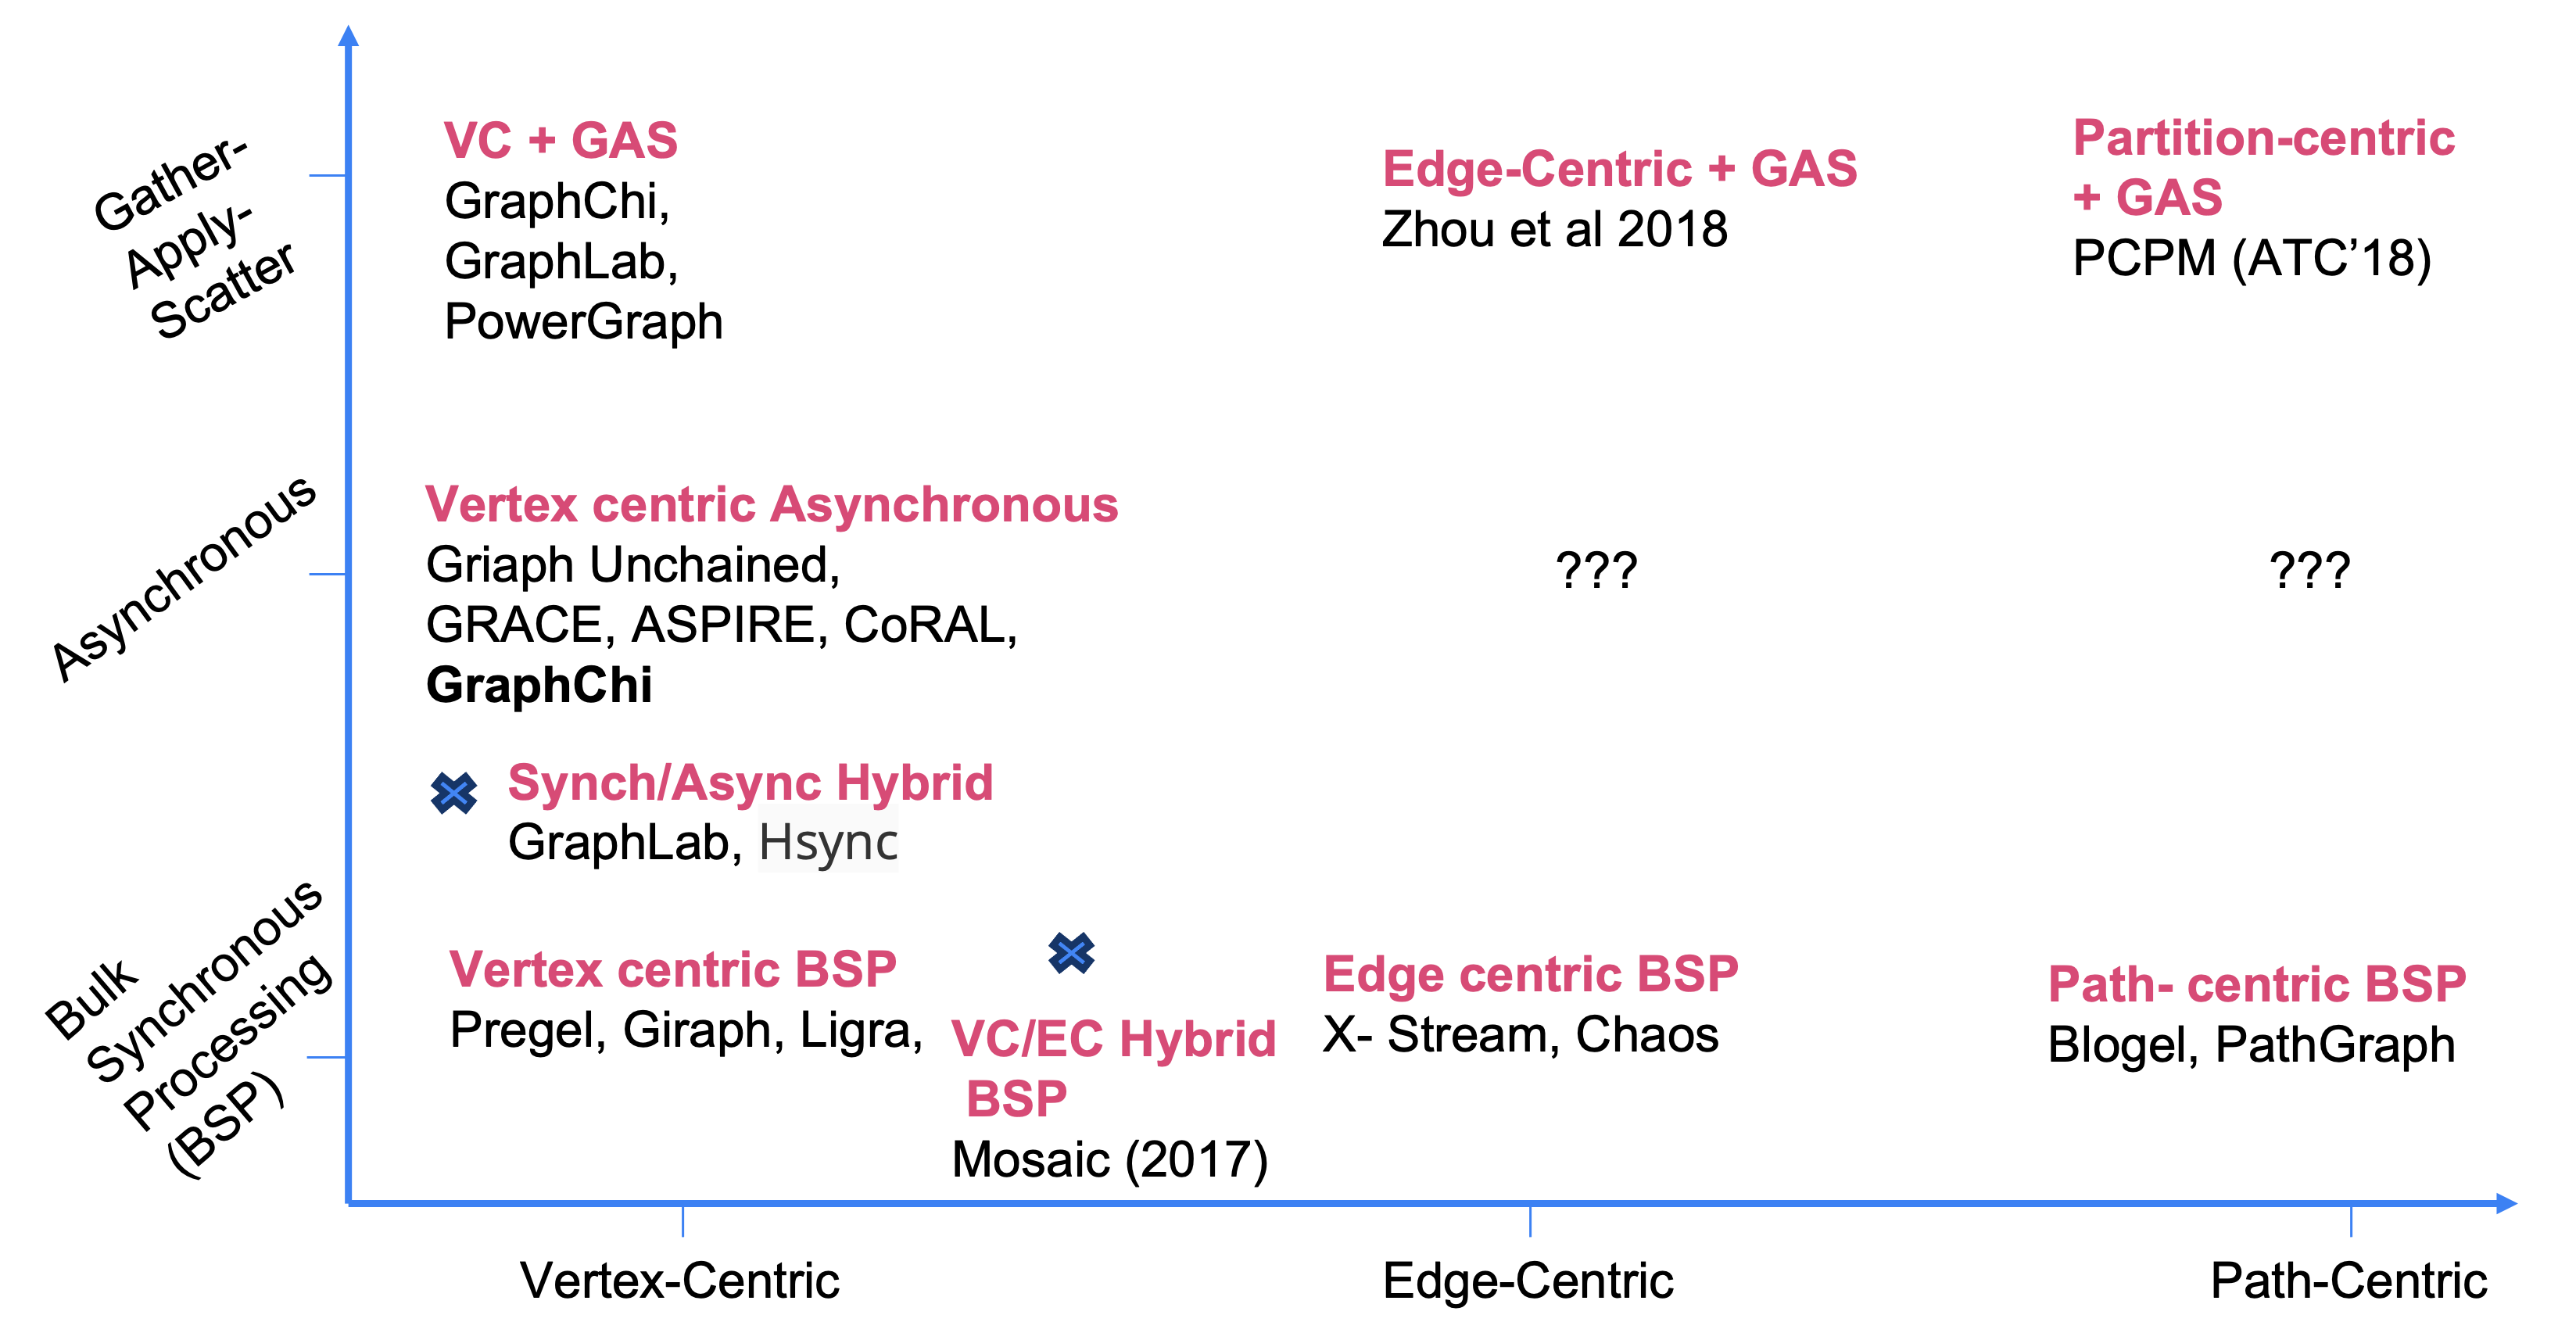 Gather-
Apply-
Scatter
VC + GAS
GraphChi,
GraphLab,
PowerGraph
Edge-Centric + GAS
Zhou et al 2018
Partition-centric
+ GAS
PCPM (ATC’18)
Asynchronous
Vertex centric Asynchronous
Griaph Unchained,
GRACE, ASPIRE, CoRAL,
GraphChi
???
???
Synch/Async Hybrid
GraphLab, Hsync
Bulk
Synchronous
Processing
(BSP)
Vertex centric BSP
Pregel, Giraph, Ligra,
VC/EC Hybrid
BSP
Mosaic (2017)
Edge centric BSP
X- Stream, Chaos
Path- centric BSP
Blogel, PathGraph
Vertex-Centric
Edge-Centric
Path-Centric